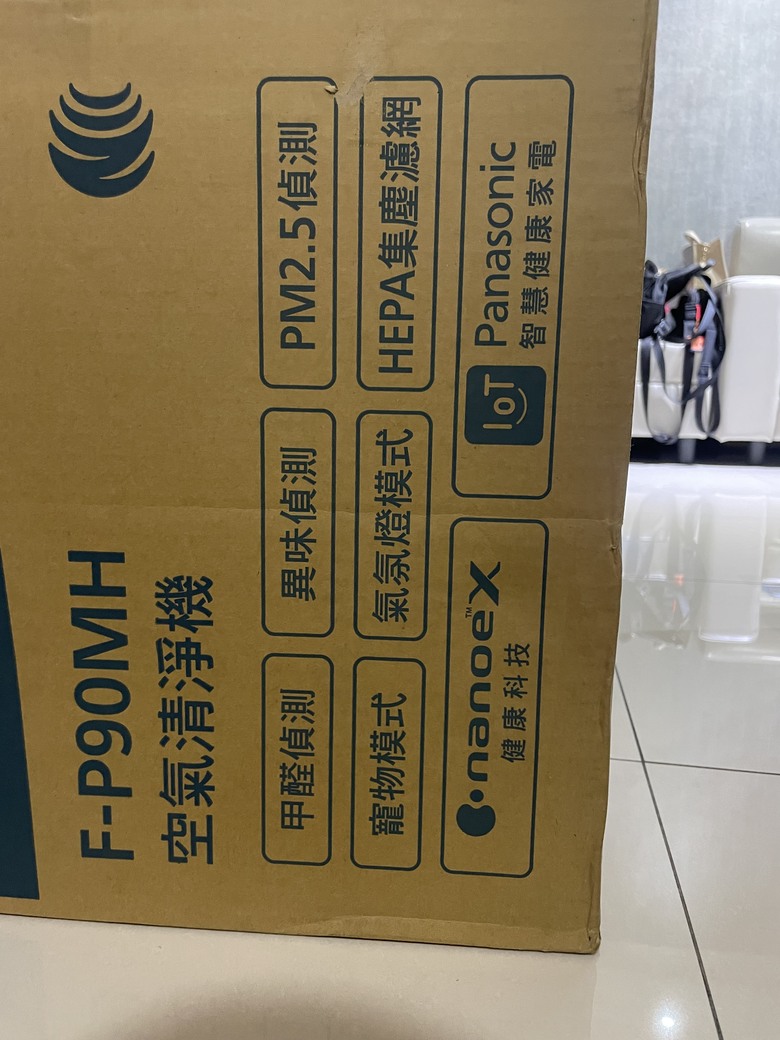 F-P90MH
空氣清淨機
甲醛偵測
異味偵測
PM2.5偵測
寵物模式
氣氛燈模式
HEPA集塵濾網
nanoeX™
健康科技
IoT
Panasonic
智慧健康家電